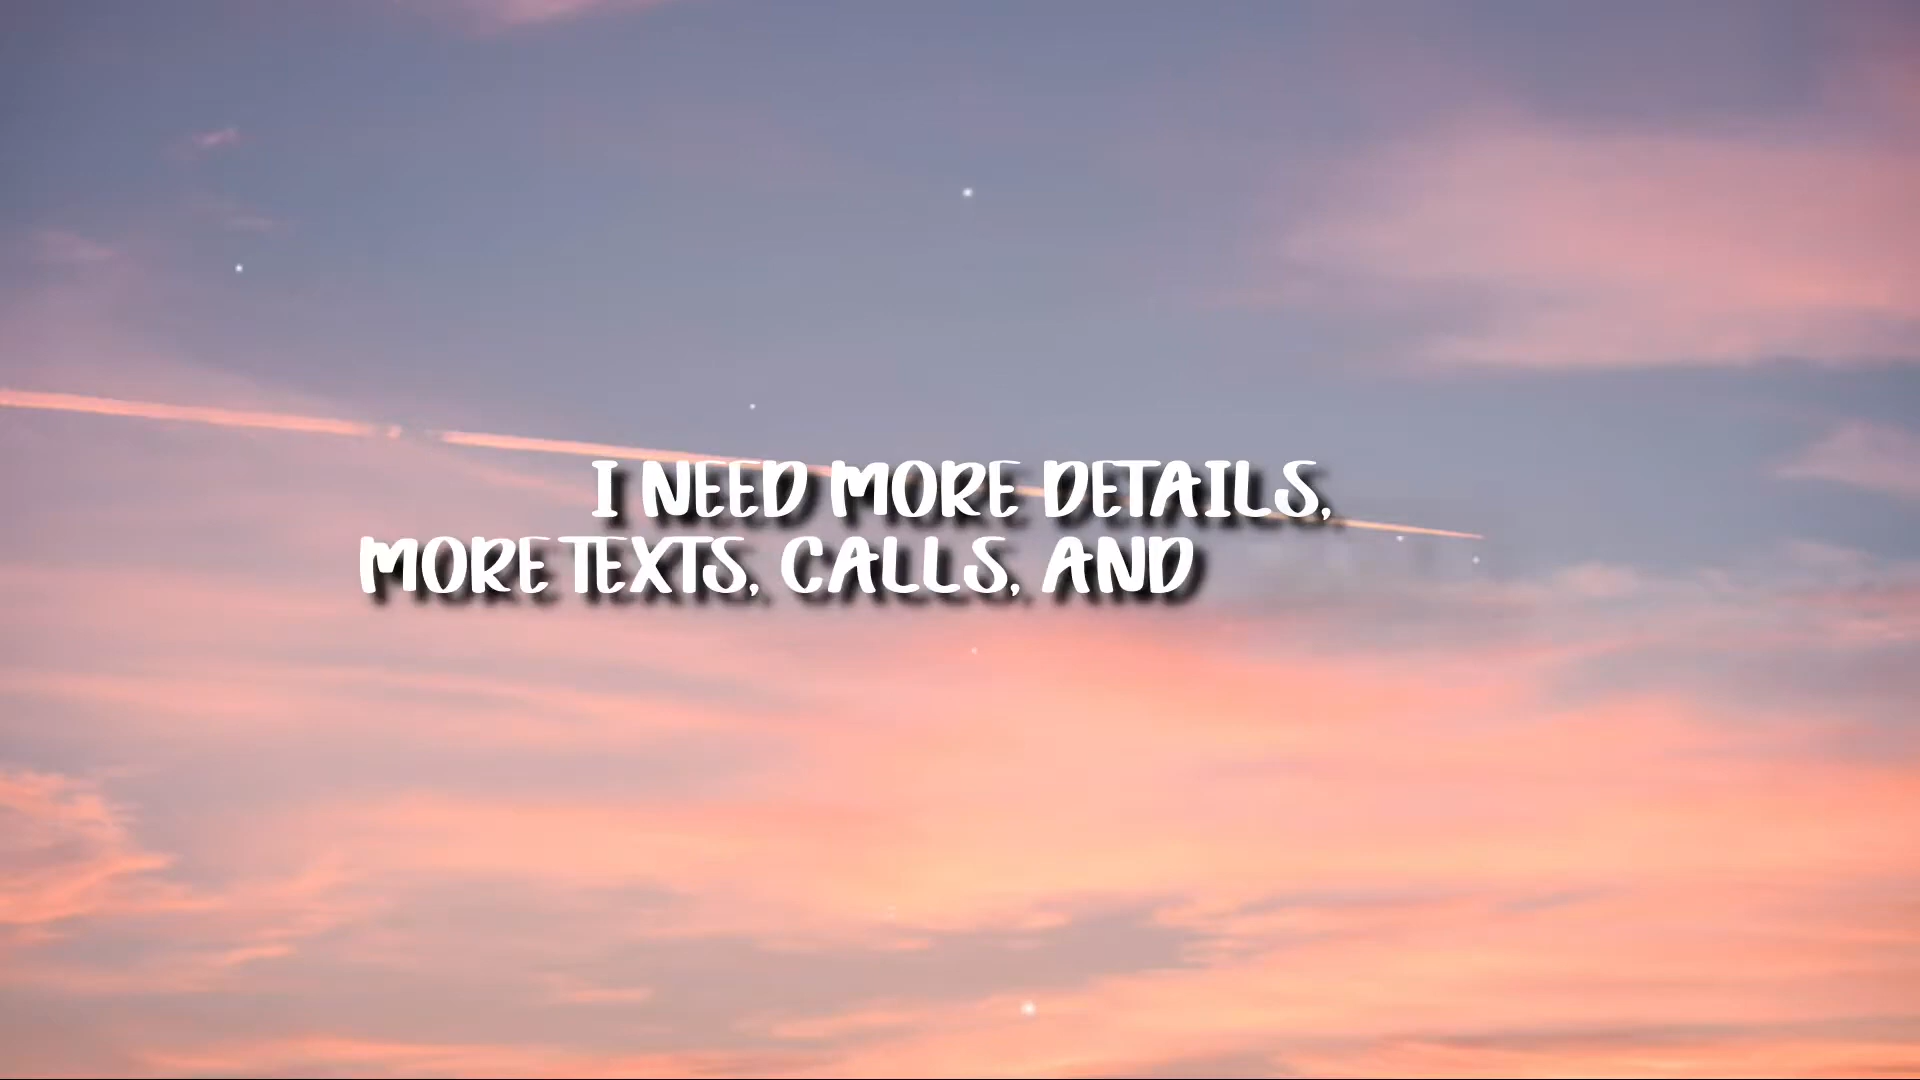 I NEED MORE DETAILS,
MORE TEXTS, CALLS, AND